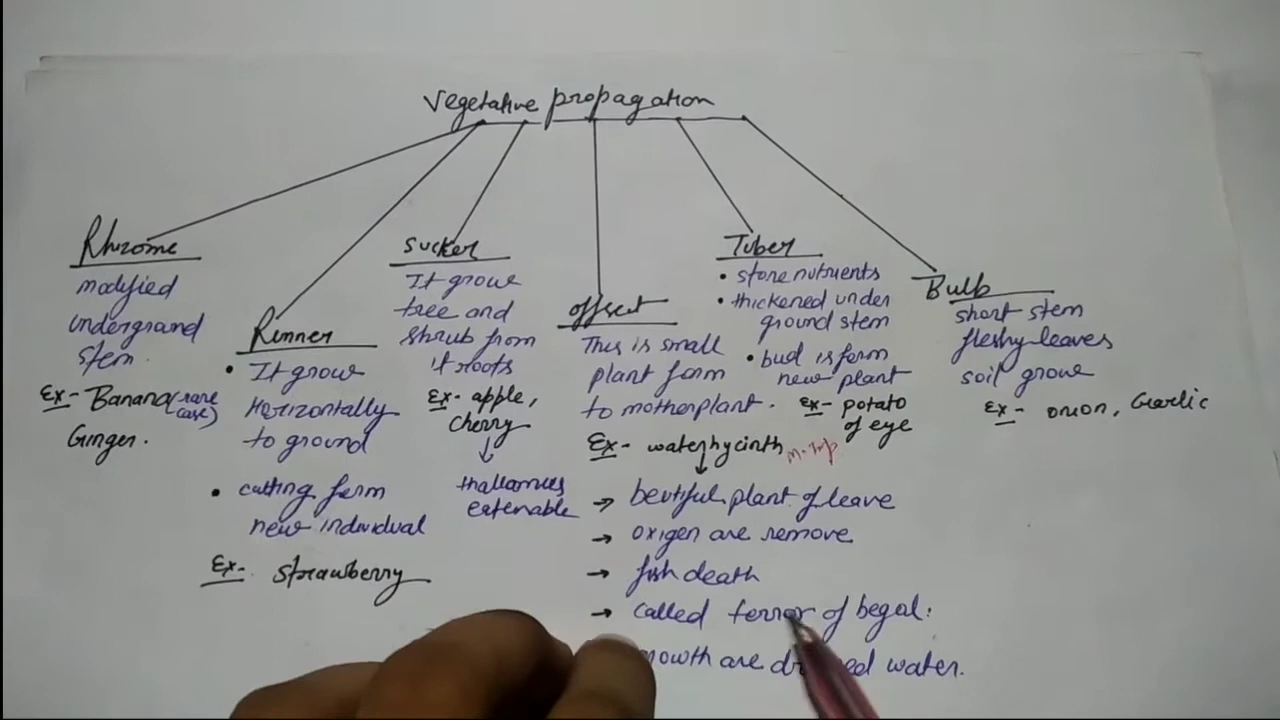 Vegetative propagation
Rhizome
modified
underground
stem.
Ex- Banana (rare
case)
Ginger.
Runner
• It grow
Horizontally
to ground
• cutting form
new individual
Ex- Strawberry
Sucker
It grow
tree and
Shrub from
it roots
Ex- apple,
cherry
thallamus
eatenable
offset
This is small
plant form
to motherplant.
Ex- waterhycinth
→ beutiful plant of leave
→ oxigen are remove
→ fish death
→ called terror of begal.
are water.
Tuber
• store nutrients
• thickened under
ground stem
• bud is form
new plant
Ex- potato
of eye
Bulb
short stem
fleshy leaves
soil grow
Ex- onion, Garlic